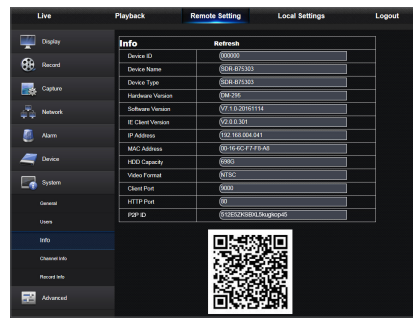 Live Playback Remote Setting Local Settings Logout
Display
Record
Capture
Network
Alarm
Device
System
General
Users
Info
Channel Info
Record Info
Advanced
Info Refresh
Device ID 000000
Device Name SDR-B75303
Device Type SDR-B75303
Hardware Version DM-295
Software Version V7.1.0-20161114
IE Client Version V2.0.0.301
IP Address 192.168.004.041
MAC Address 00-16-6C-F7-F8-A8
HDD Capacity 698G
Video Format NTSC
Client Port 9000
HTTP Port 80
P2P ID S12E5ZKSBXL5kugkop45